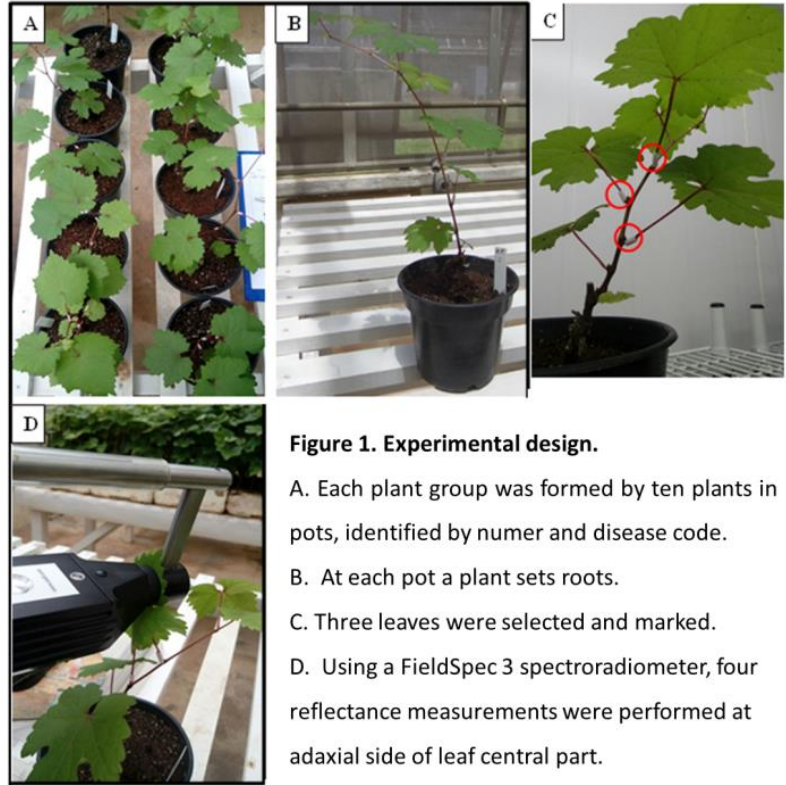 A
B
C
D
Figure 1. Experimental design.
A. Each plant group was formed by ten plants in
pots, identified by numer and disease code.
B. At each pot a plant sets roots.
C. Three leaves were selected and marked.
D. Using a FieldSpec 3 spectroradiometer, four
reflectance measurements were performed at
adaxial side of leaf central part.